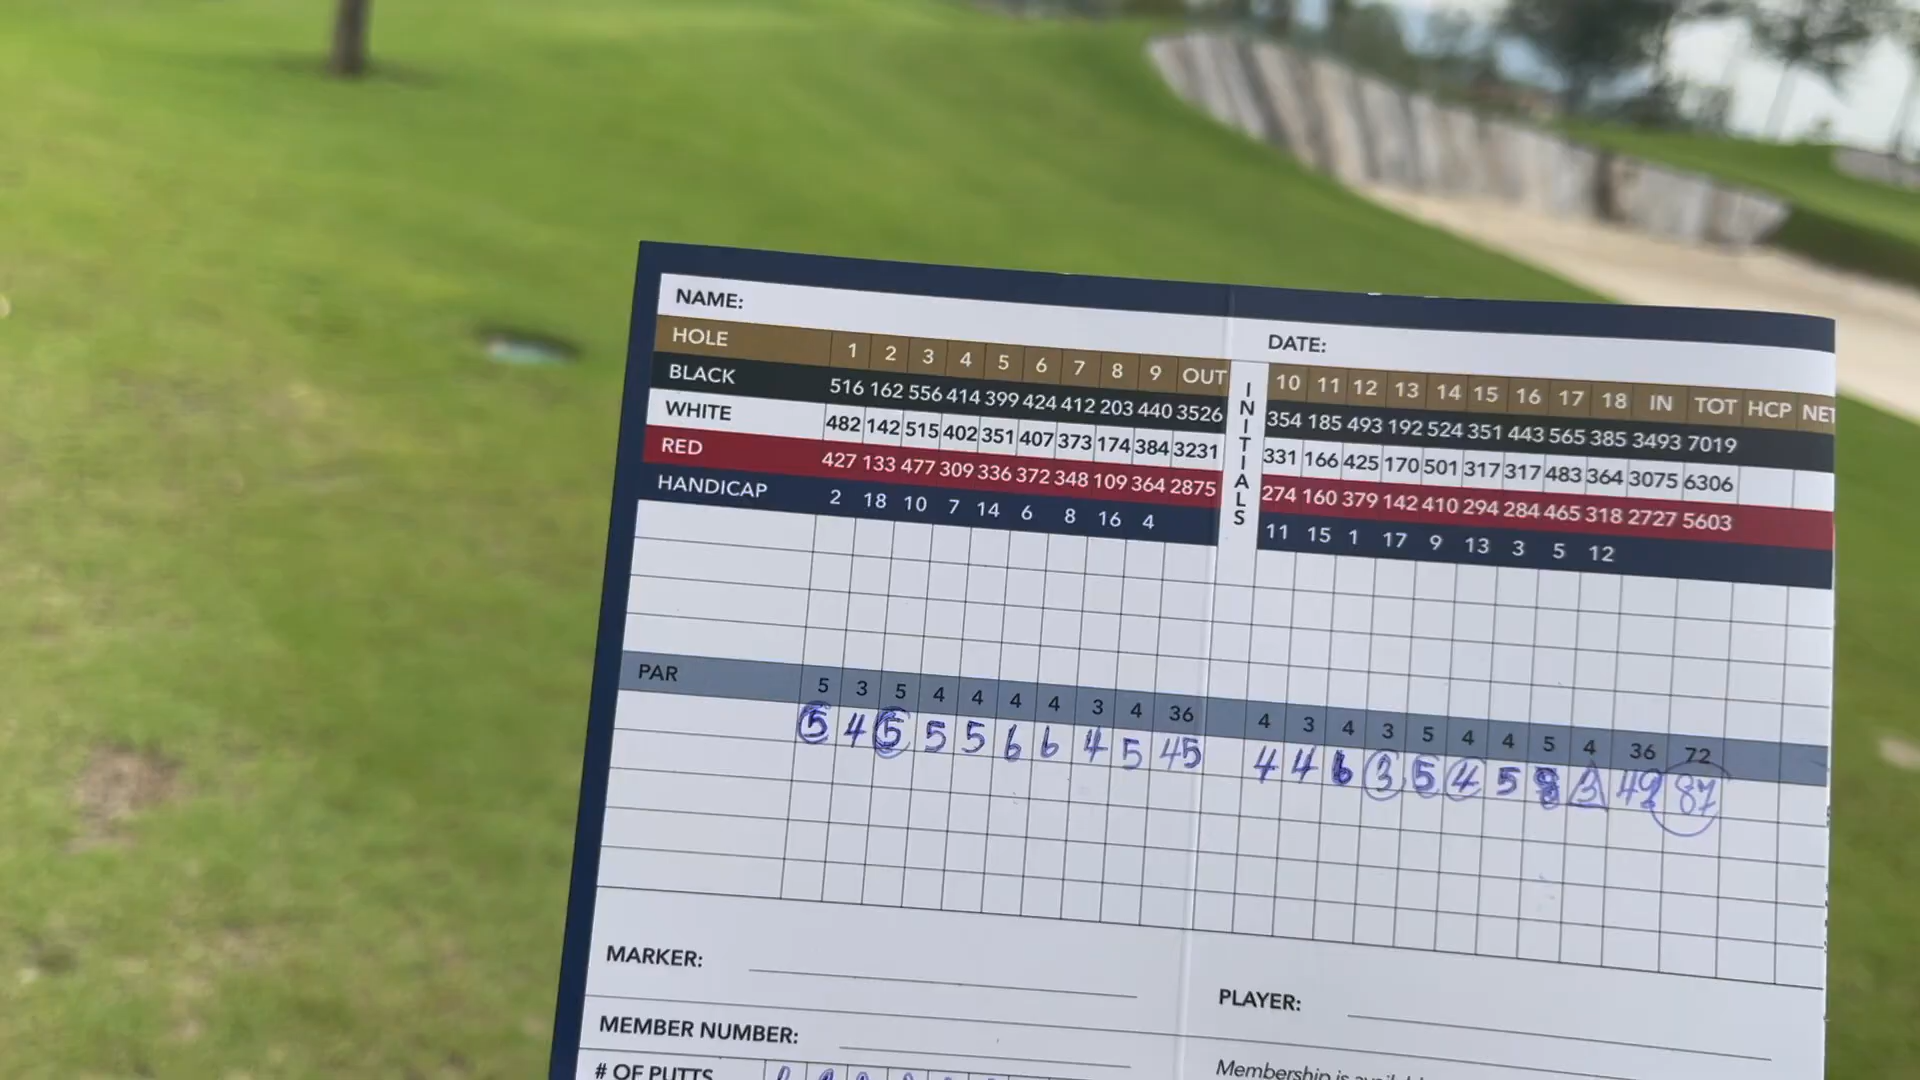 NAME:
DATE:
HOLE 1 2 3 4 5 6 7 8 9 OUT INITIALS 10 11 12 13 14 15 16 17 18 IN TOT HCP NET
BLACK 516 162 556 414 399 424 412 203 440 3526 354 185 493 192 524 351 443 565 385 3493 7019
WHITE 482 142 515 402 351 407 373 174 384 3231 331 166 425 170 501 317 317 483 364 3075 6306
RED 427 133 477 309 336 372 348 109 364 2875 274 160 379 142 410 294 284 465 318 2727 5603
HANDICAP 2 18 10 7 14 6 8 16 4 11 15 1 17 9 13 3 5 12
PAR 5 3 5 4 4 4 4 3 4 36 4 3 4 3 5 4 4 5 4 36 72
5 4 5 5 5 6 6 4 5 45 4 4 6 3 5 4 5 3 87
MARKER:
PLAYER:
MEMBER NUMBER:
# OF PUTTS
Membership is